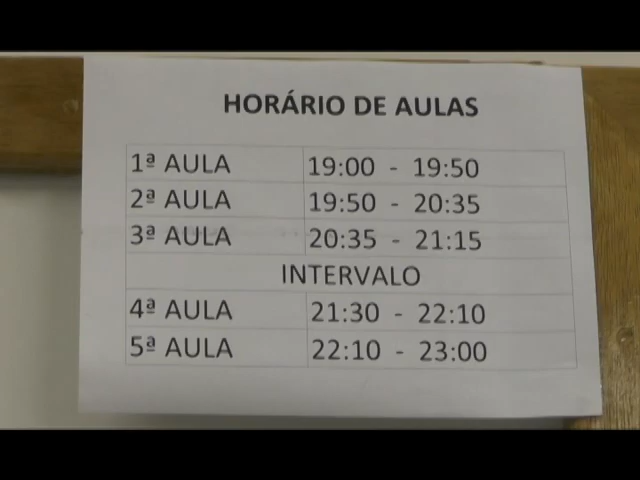 HORÁRIO DE AULAS
1ª AULA 19:00 - 19:50
2ª AULA 19:50 - 20:35
3ª AULA 20:35 - 21:15
INTERVALO
4ª AULA 21:30 - 22:10
5ª AULA 22:10 - 23:00